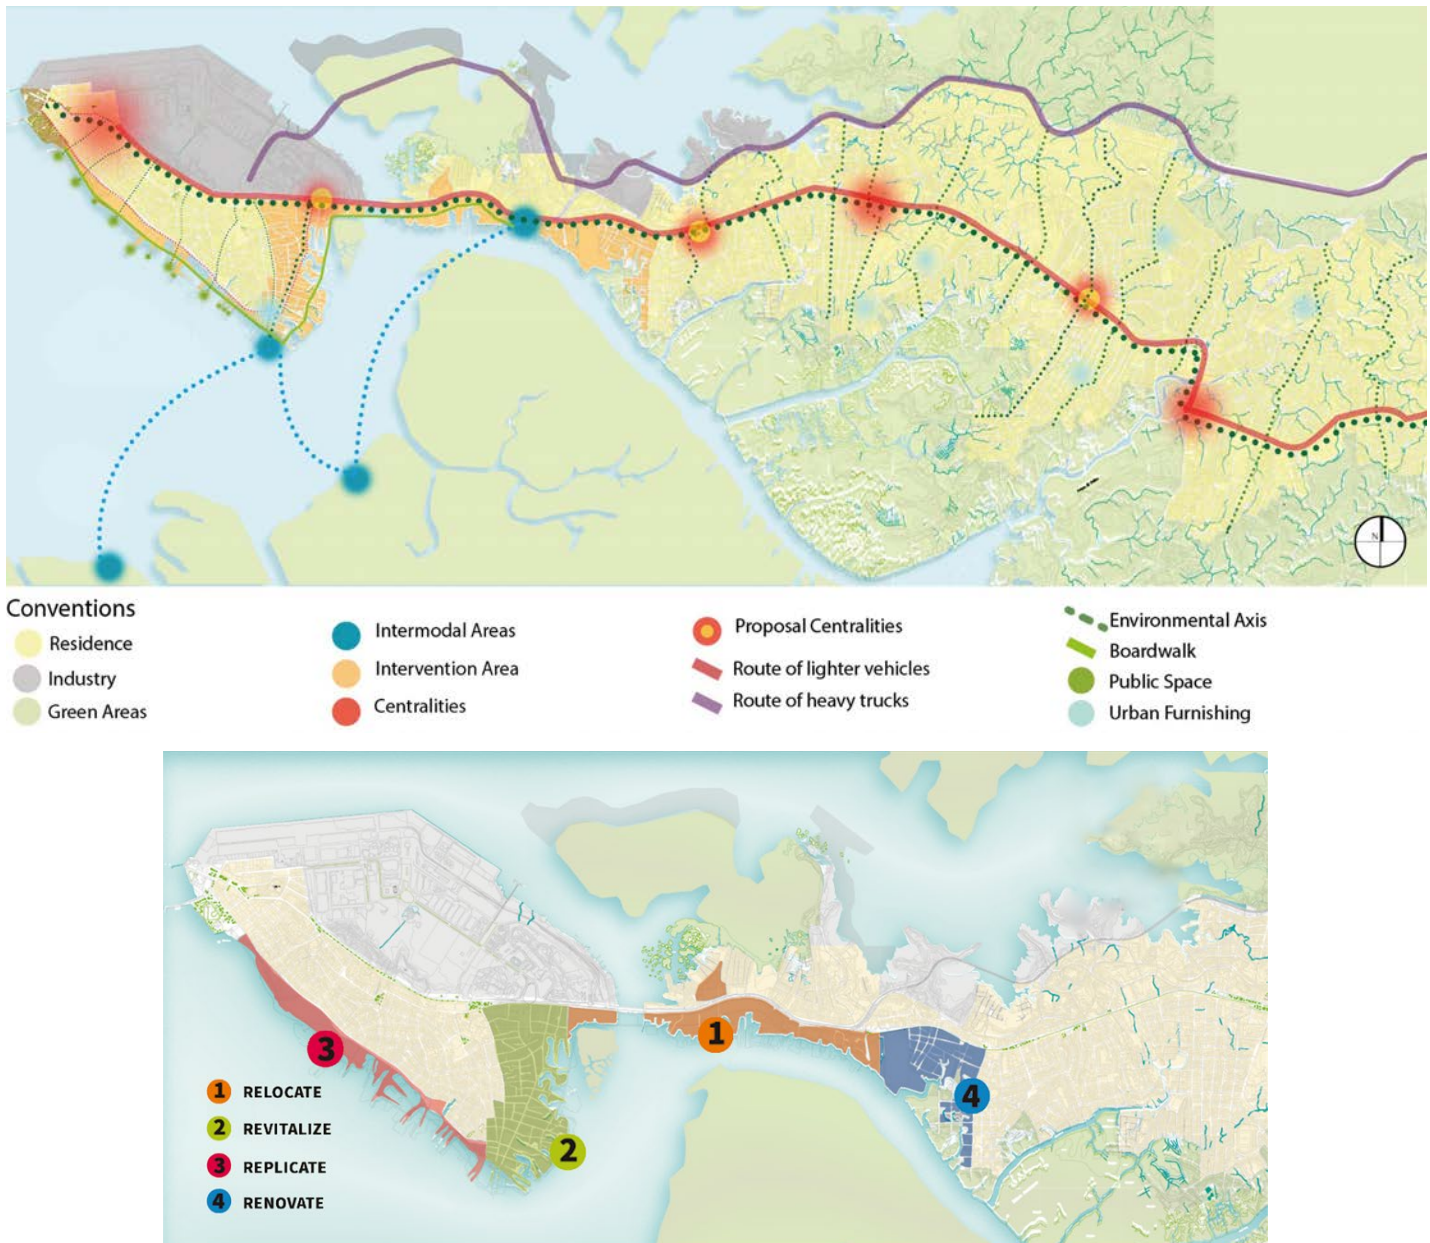 N
Conventions
Residence
Industry
Green Areas
Intermodal Areas
Intervention Area
Centralities
Proposal Centralities
Route of lighter vehicles
Route of heavy trucks
Environmental Axis
Boardwalk
Public Space
Urban Furnishing
1
3
4
2
1 RELOCATE
2 REVITALIZE
3 REPLICATE
4 RENOVATE